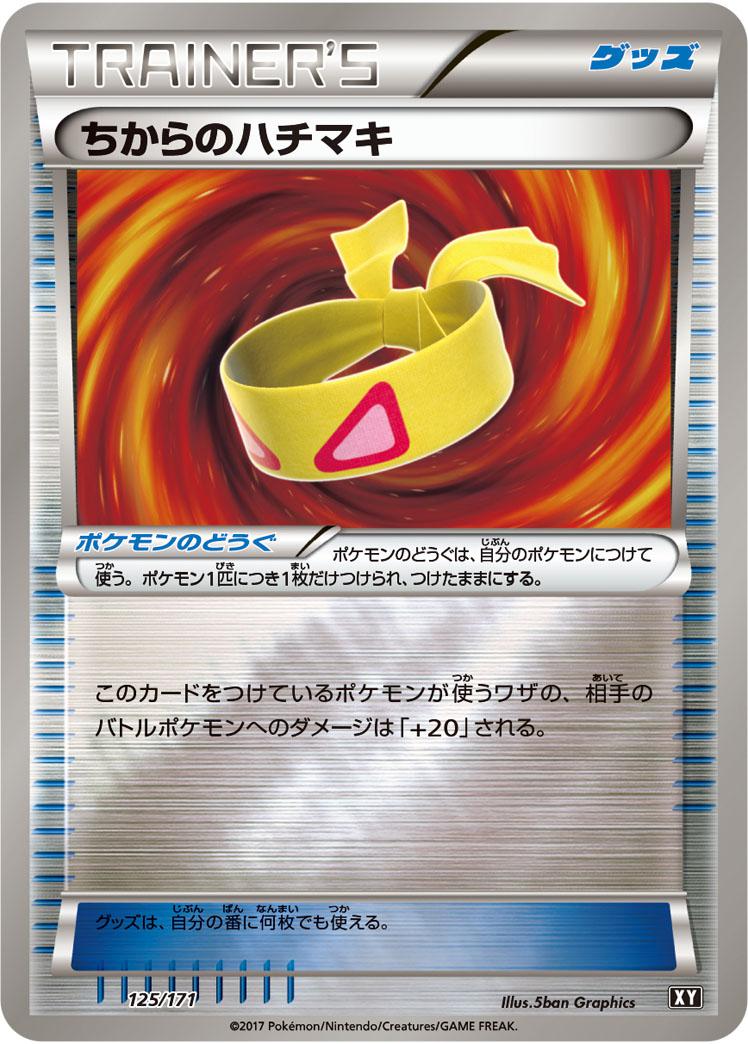 TRAINER'S
グッズ
ちからのハチマキ
ポケモンのどうぐ
ポケモンのどうぐは、自分のポケモンにつけて
使う。ポケモン1匹につき1枚だけつけられ、つけたままにする。
このカードをつけているポケモンが使うワザの、相手の
バトルポケモンへのダメージは「+20」される。
グッズは、自分の番に何枚でも使える。
125/171
Illus.5ban Graphics
XY
©2017 Pokémon/Nintendo/Creatures/GAME FREAK.